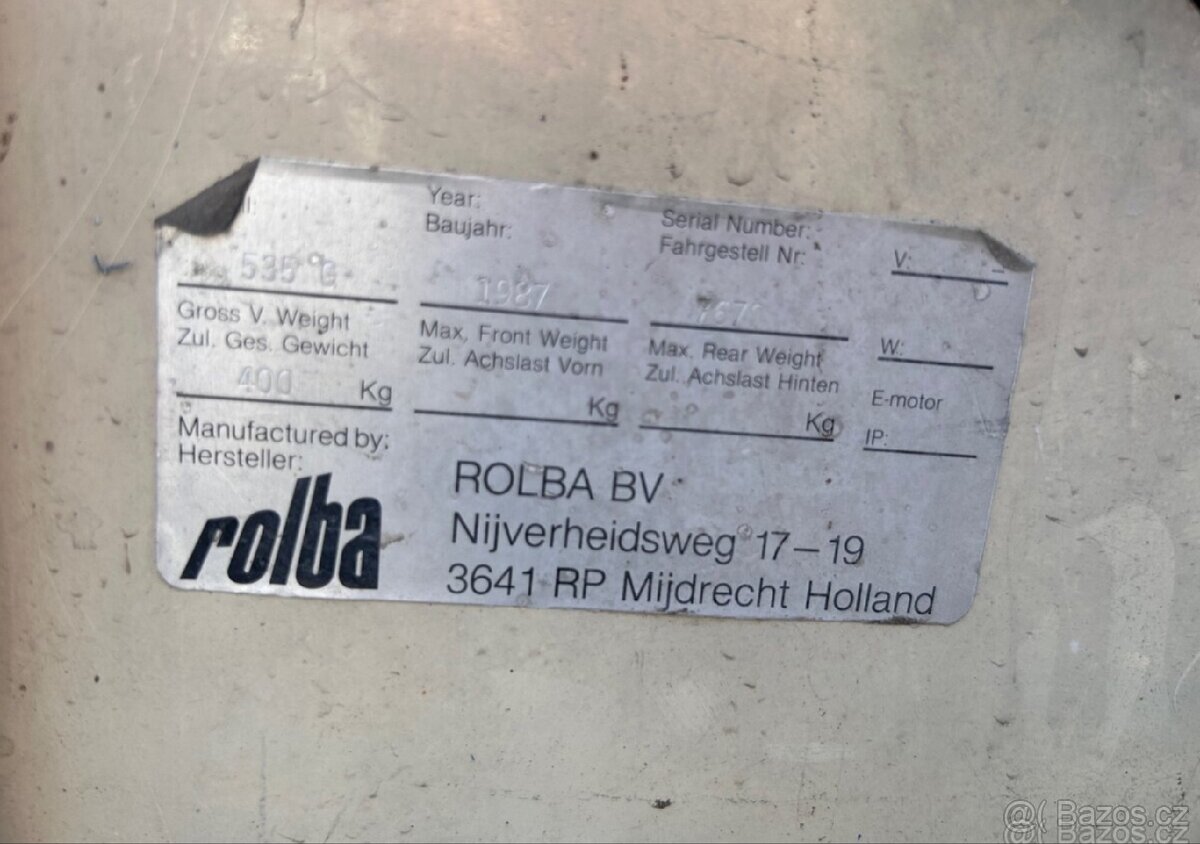 Year:
Baujahr:
Serial Number:
Fahrgestell Nr:
V:
535
1987
Gross V. Weight
Zul. Ges. Gewicht
400 Kg
Max. Front Weight
Zul. Achslast Vorn
Kg
Max. Rear Weight
Zul. Achslast Hinten
Kg
W:
E-motor
IP:
Manufactured by:
Hersteller:
rolba
ROLBA BV
Nijverheidsweg 17-19
3641 RP Mijdrecht Holland
Bazos.cz
Bazos.cz